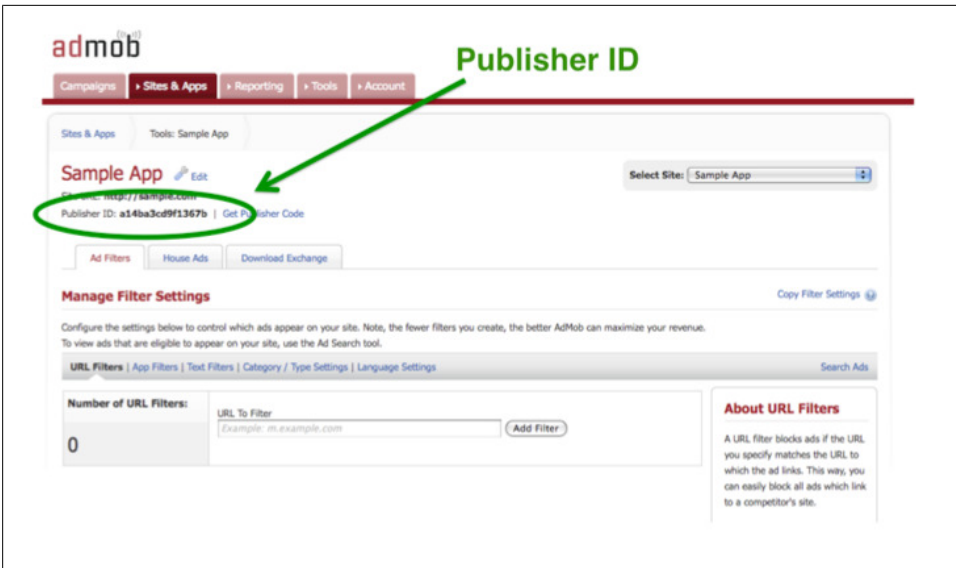 admob
Publisher ID
Campaigns Sites & Apps Reporting Tools Account
Sites & Apps Tools: Sample App
Sample App Edit
Select Site: Sample App
Site URL: http://sample.com
Publisher ID: a14ba3cd9f1367b | Get Publisher Code
Ad Filters House Ads Download Exchange
Manage Filter Settings
Copy Filter Settings
Configure the settings below to control which ads appear on your site. Note, the fewer filters you create, the better AdMob can maximize your revenue.
To view ads that are eligible to appear on your site, use the Ad Search tool.
URL Filters | App Filters | Text Filters | Category / Type Settings | Language Settings Search Ads
Number of URL Filters:
0
URL To Filter
Example: m.example.com Add Filter
About URL Filters
A URL filter blocks ads if the URL
you specify matches the URL to
which the ad links. This way, you
can easily block all ads which link
to a competitor's site.